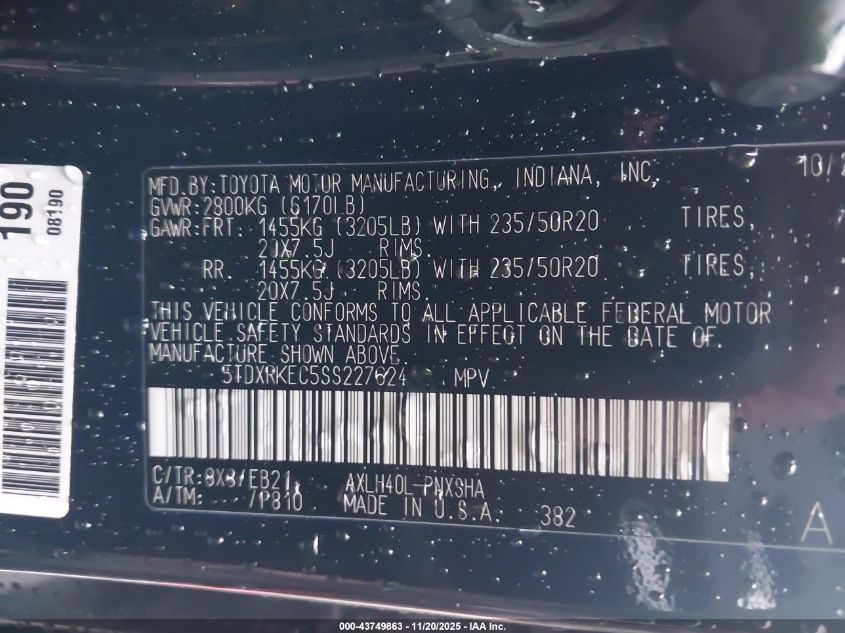 190
08190
MFD.BY:TOYOTA MOTOR MANUFACTURING, INDIANA, INC.
10/2
GVWR:2800KG (6170LB)
GAWR:FRT. 1455KG (3205LB) WITH 235/50R20 TIRES,
20X7.5J RIMS.
RR. 1455KG (3205LB) WITH 235/50R20 TIRES,
20X7.5J RIMS.
THIS VEHICLE CONFORMS TO ALL APPLICABLE FEDERAL MOTOR
VEHICLE SAFETY STANDARDS IN EFFECT ON THE DATE OF
MANUFACTURE SHOWN ABOVE.
5TDXRKEC5SS227624 MPV
C/TR: /EB21 AXLH40L-PNXSHA
A/TM: /P810 MADE IN U.S.A. 382
A
000-43749863 - 11/20/2025 - IAA Inc.